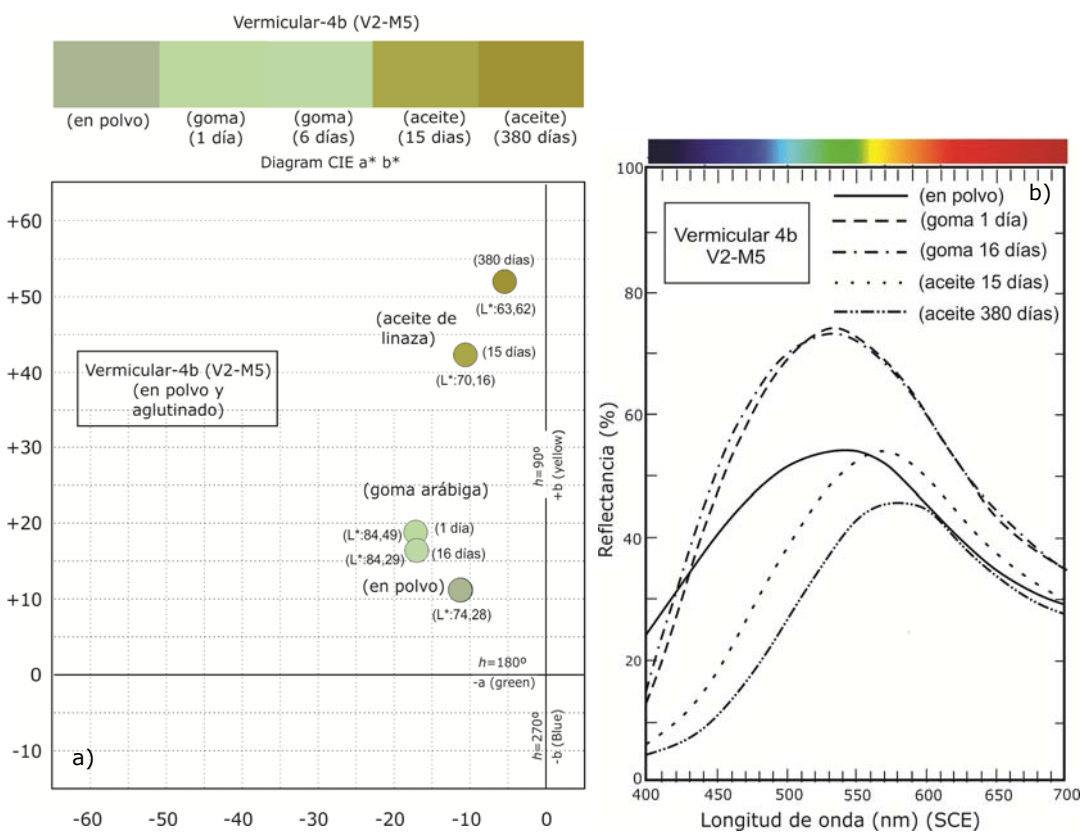 Vermicular-4b (V2-M5)
(en polvo)
(goma)
(1 día)
(goma)
(6 días)
(aceite)
(15 dias)
(aceite)
(380 días)
Diagram CIE a* b*
+60
+50
+40
+30
+20
+10
0
-10
-60
-50
-40
-30
-20
-10
0
(380 días)
(L*:63,62)
(aceite de
linaza)
(15 días)
(L*:70,16)
Vermicular-4b (V2-M5)
(en polvo y
aglutinado)
h=90º
+b (yellow)
(goma arábiga)
(L*:84,49)
(1 día)
(L*:84,29)
(16 días)
(en polvo)
(L*:74,28)
h=180º
-a (green)
h=270º
-b (Blue)
a)
b)
Vermicular 4b
V2-M5
(en polvo)
(goma 1 día)
(goma 16 días)
(aceite 15 días)
(aceite 380 días)
Reflectancia (%)
100
80
60
40
20
0
400
450
500
550
600
650
700
Longitud de onda (nm) (SCE)